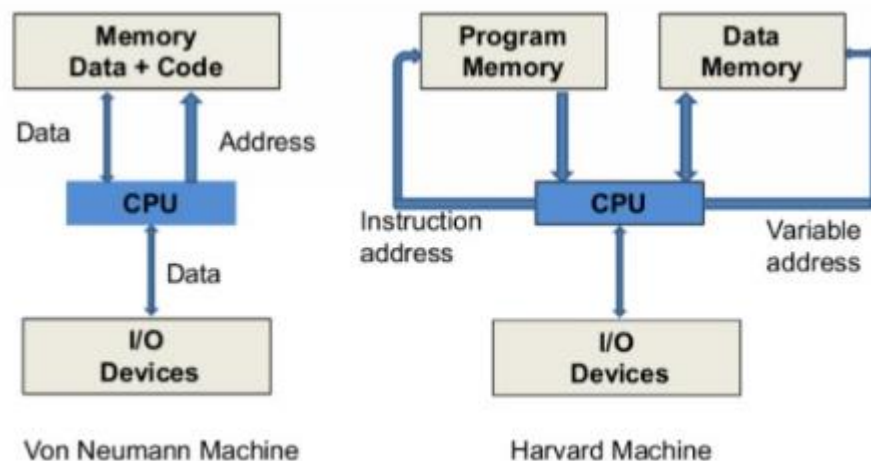 Memory
Data + Code
Data
Address
CPU
Data
I/O
Devices
Von Neumann Machine
Program
Memory
Data
Memory
CPU
Instruction
address
Variable
address
I/O
Devices
Harvard Machine